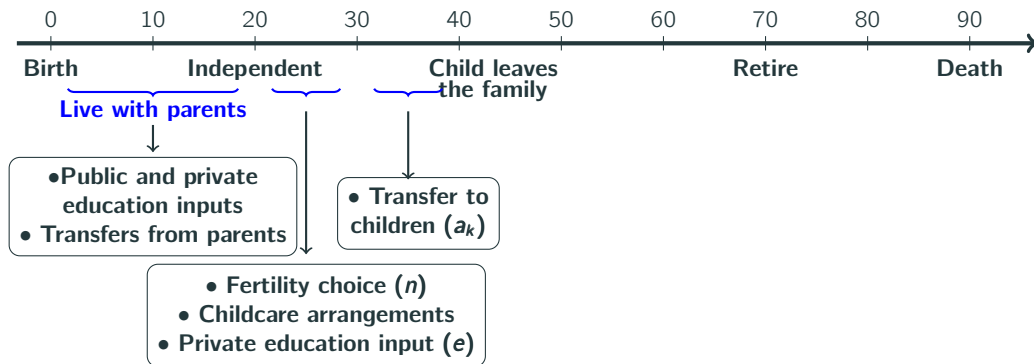 0 10 20 30 40 50 60 70 80 90
Birth Independent Child leaves Retire Death
the family
Live with parents
•Public and private
education inputs
• Transfers from parents
• Transfer to
children (aₖ)
• Fertility choice (n)
• Childcare arrangements
• Private education input (e)